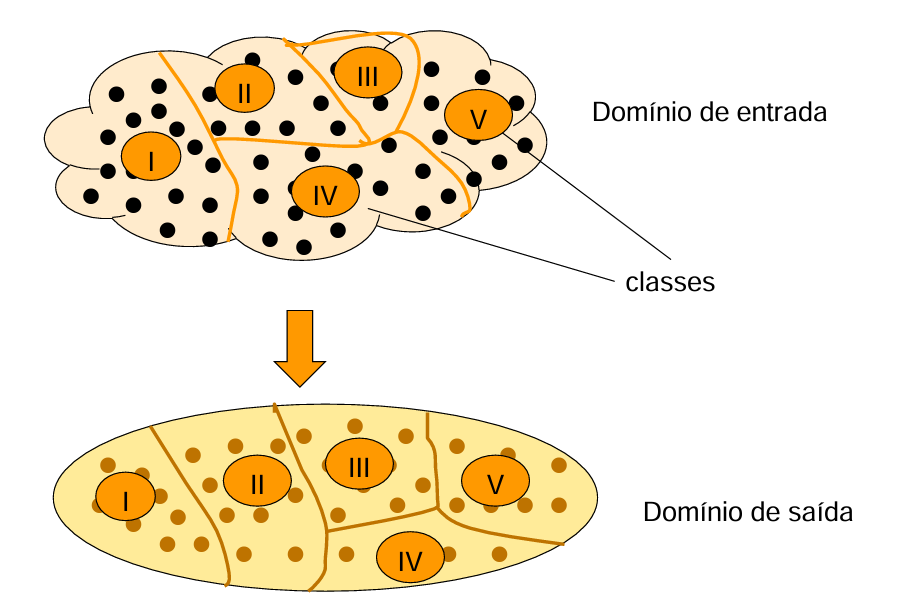 III
II
V
Domínio de entrada
I
IV
classes
III
II
V
I
Domínio de saída
IV